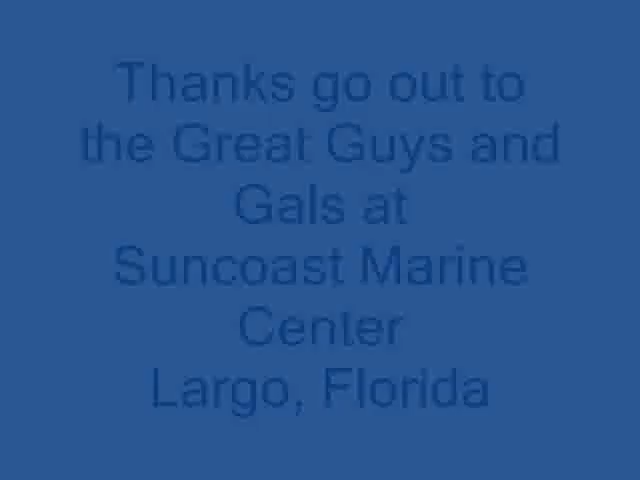 Thanks go out to
the Great Guys and
Gals at
Suncoast Marine
Center
Largo, Florida